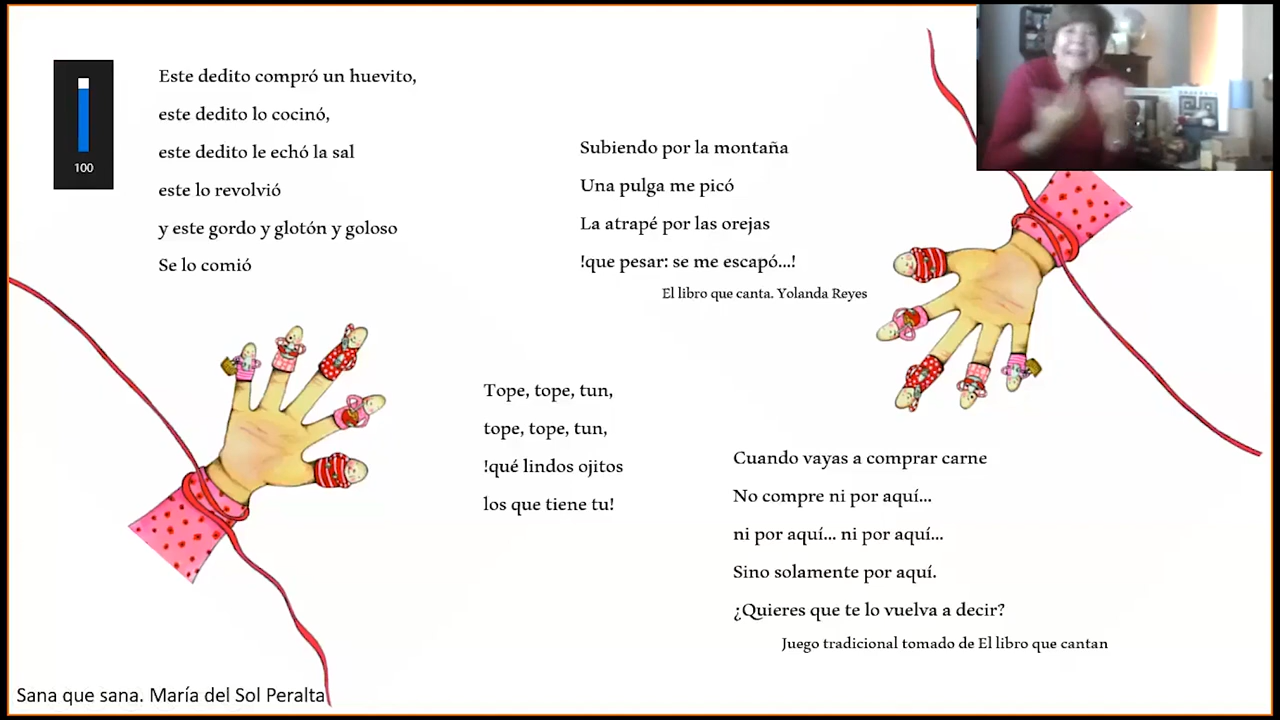 100
Este dedito compró un huevito,
este dedito lo cocinó,
este dedito le echó la sal
este lo revolvió
y este gordo y glotón y goloso
Se lo comió
Subiendo por la montaña
Una pulga me picó
La atrapé por las orejas
!que pesar: se me escapó...!
El libro que canta. Yolanda Reyes
Tope, tope, tun,
tope, tope, tun,
!qué lindos ojitos
los que tiene tu!
Cuando vayas a comprar carne
No compre ni por aquí...
ni por aquí... ni por aquí...
Sino solamente por aquí.
¿Quieres que te lo vuelva a decir?
Juego tradicional tomado de El libro que cantan
Sana que sana. María del Sol Peralta